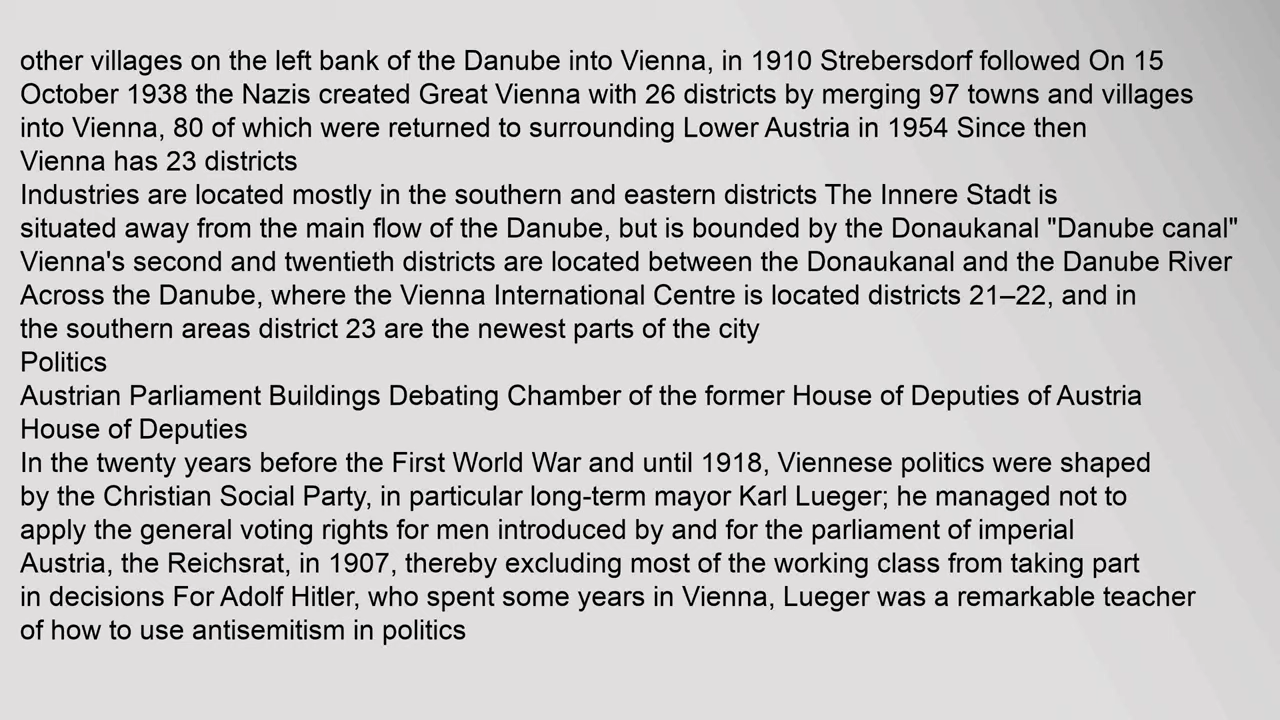 other villages on the left bank of the Danube into Vienna, in 1910 Strebersdorf followed On 15
October 1938 the Nazis created Great Vienna with 26 districts by merging 97 towns and villages
into Vienna, 80 of which were returned to surrounding Lower Austria in 1954 Since then
Vienna has 23 districts
Industries are located mostly in the southern and eastern districts The Innere Stadt is
situated away from the main flow of the Danube, but is bounded by the Donaukanal "Danube canal"
Vienna's second and twentieth districts are located between the Donaukanal and the Danube River
Across the Danube, where the Vienna International Centre is located districts 21–22, and in
the southern areas district 23 are the newest parts of the city
Politics
Austrian Parliament Buildings Debating Chamber of the former House of Deputies of Austria
House of Deputies
In the twenty years before the First World War and until 1918, Viennese politics were shaped
by the Christian Social Party, in particular long-term mayor Karl Lueger; he managed not to
apply the general voting rights for men introduced by and for the parliament of imperial
Austria, the Reichsrat, in 1907, thereby excluding most of the working class from taking part
in decisions For Adolf Hitler, who spent some years in Vienna, Lueger was a remarkable teacher
of how to use antisemitism in politics